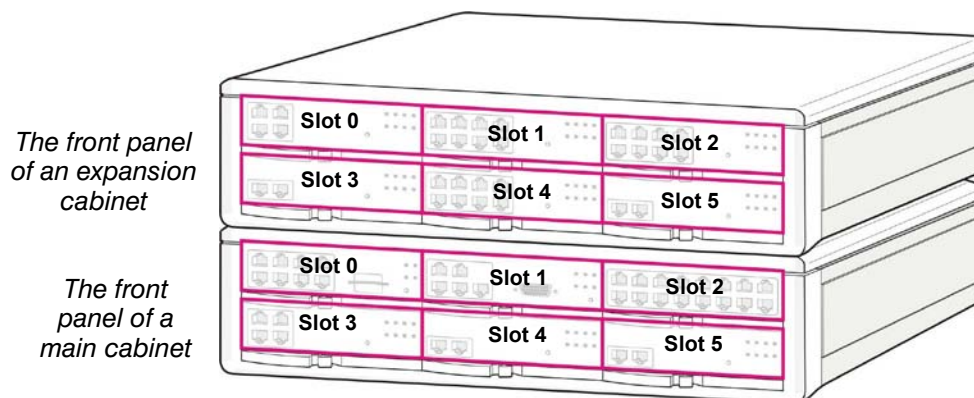 The front panel
of an expansion
cabinet
Slot 0
Slot 1
Slot 2
Slot 3
Slot 4
Slot 5
The front
panel of a
main cabinet
Slot 0
Slot 1
Slot 2
Slot 3
Slot 4
Slot 5